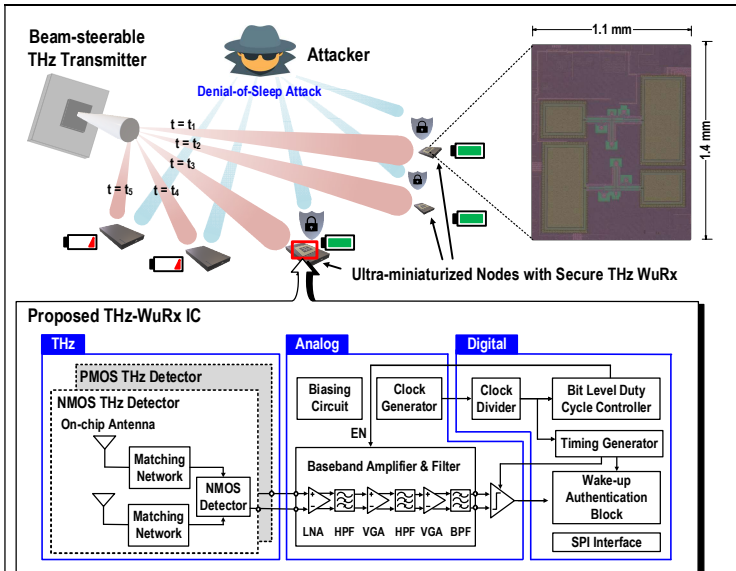 Beam-steerable
THz Transmitter
Attacker
Denial-of-Sleep Attack
1.1 mm
1.4 mm
t = t1
t = t2
t = t3
t = t4
t = t5
Ultra-miniaturized Nodes with Secure THz WuRx
Proposed THz-WuRx IC
THz
PMOS THz Detector
NMOS THz Detector
On-chip Antenna
Matching
Network
NMOS
Detector
Matching
Network
Analog
Biasing
Circuit
Clock
Generator
EN
Baseband Amplifier & Filter
LNA HPF VGA HPF VGA BPF
Digital
Clock
Divider
Bit Level Duty
Cycle Controller
Timing Generator
Wake-up
Authentication
Block
SPI Interface